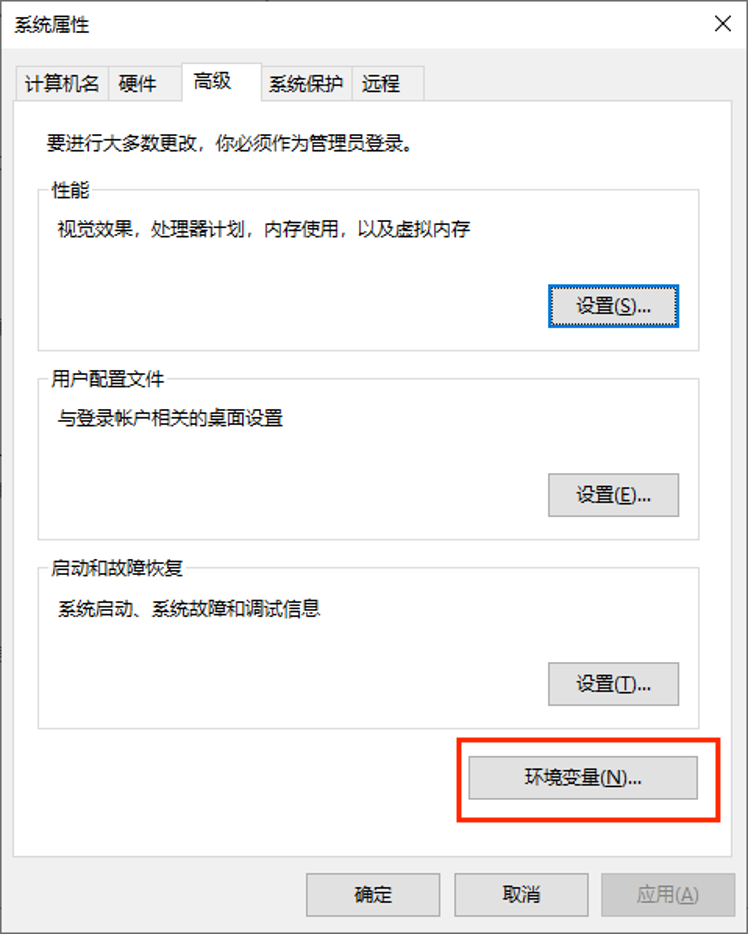 系统属性
计算机名 硬件 高级 系统保护 远程
要进行大多数更改，你必须作为管理员登录。
性能
视觉效果，处理器计划，内存使用，以及虚拟内存
设置(S)...
用户配置文件
与登录帐户相关的桌面设置
设置(E)...
启动和故障恢复
系统启动、系统故障和调试信息
设置(T)...
环境变量(N)...
确定 取消 应用(A)